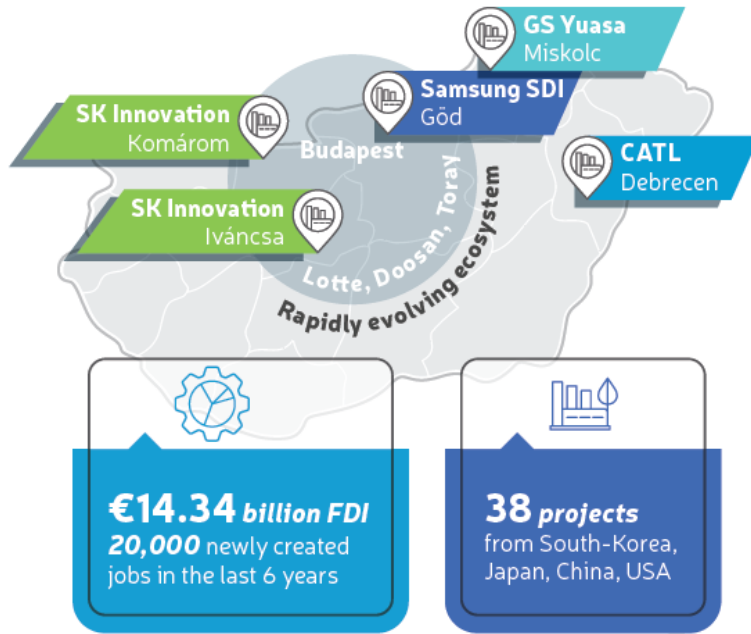 GS Yuasa
Miskolc
Samsung SDI
Göd
SK Innovation
Komárom
Budapest
CATL
Debrecen
SK Innovation
Iváncsa
Lotte, Doosan, Toray
Rapidly evolving ecosystem
€14.34 billion FDI
20,000 newly created
jobs in the last 6 years
38 projects
from South-Korea,
Japan, China, USA